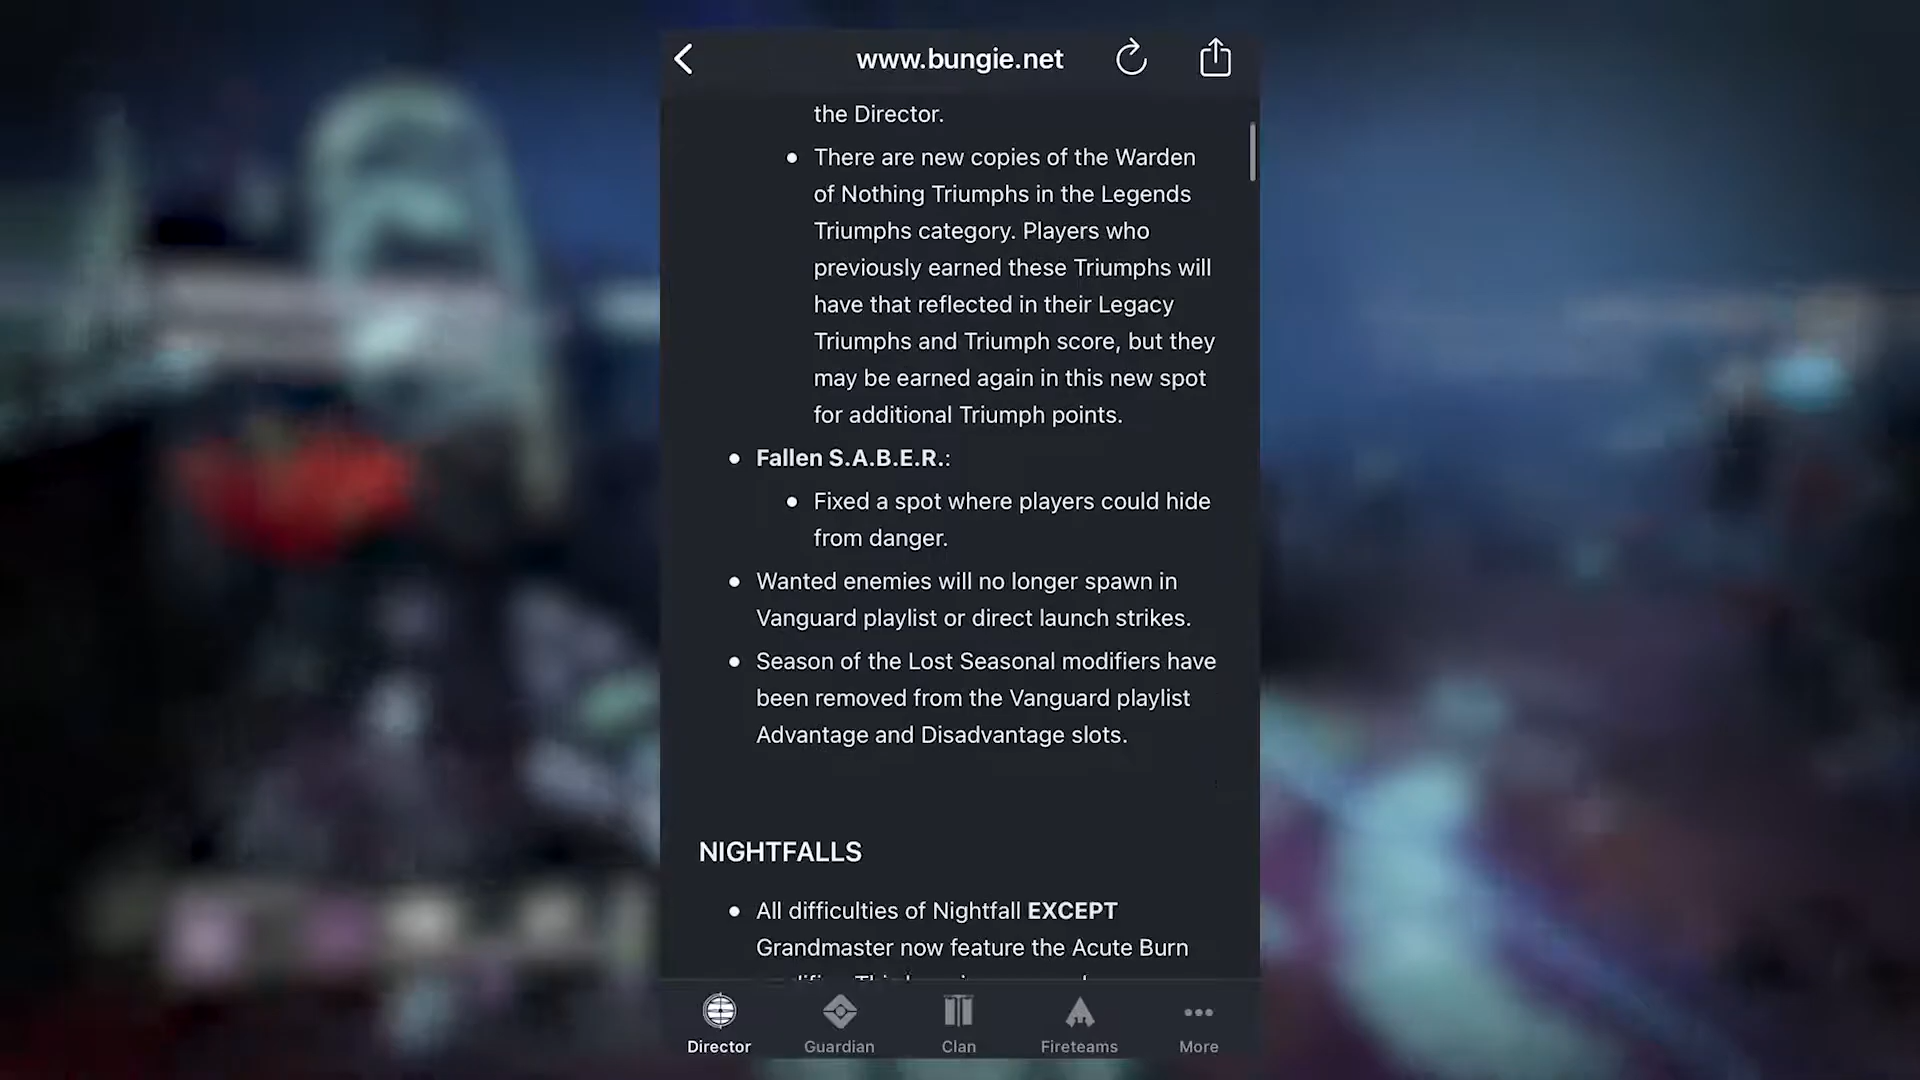 www.bungie.net
the Director.
• There are new copies of the Warden
of Nothing Triumphs in the Legends
Triumphs category. Players who
previously earned these Triumphs will
have that reflected in their Legacy
Triumphs and Triumph score, but they
may be earned again in this new spot
for additional Triumph points.
• Fallen S.A.B.E.R.:
• Fixed a spot where players could hide
from danger.
• Wanted enemies will no longer spawn in
Vanguard playlist or direct launch strikes.
• Season of the Lost Seasonal modifiers have
been removed from the Vanguard playlist
Advantage and Disadvantage slots.
NIGHTFALLS
• All difficulties of Nightfall EXCEPT
Grandmaster now feature the Acute Burn
Director Guardian Clan Fireteams More